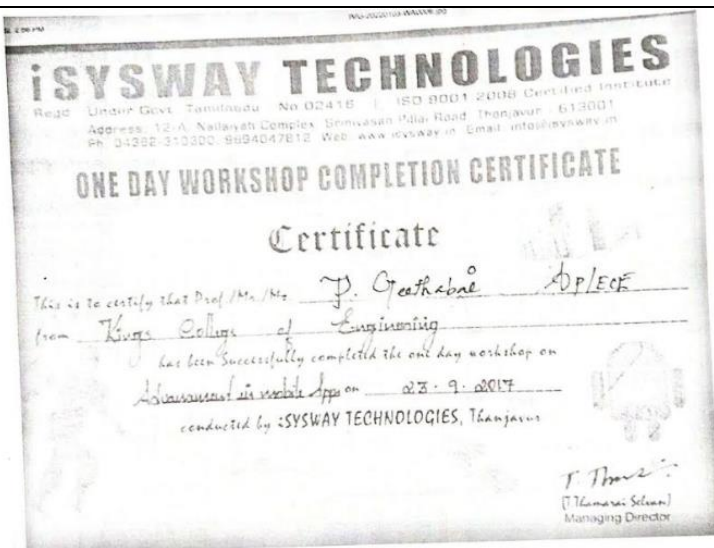 2:06 PM
iSYSWAY TECHNOLOGIES
Regd Under Govt. Tamilnadu No 02416 | ISO 9001 2008 Certified Institute
Address: 12-A, Nallaiyah Complex, Srinivasan Pillai Road Thanjavur - 613001
Ph: 04362-310300, 9894047812 Web: www.isysway.in Email: info@isysway.in
ONE DAY WORKSHOP COMPLETION CERTIFICATE
Certificate
This is to certify that Prof /Mr. /Ms. P. Geethabai AP/ECE
from Kings College of Engineering
has been Successfully completed the one day workshop on
Advancement in mobile Apps on 23.9.2017
conducted by iSYSWAY TECHNOLOGIES, Thanjavur
[T Thamarai Selvan]
Managing Director